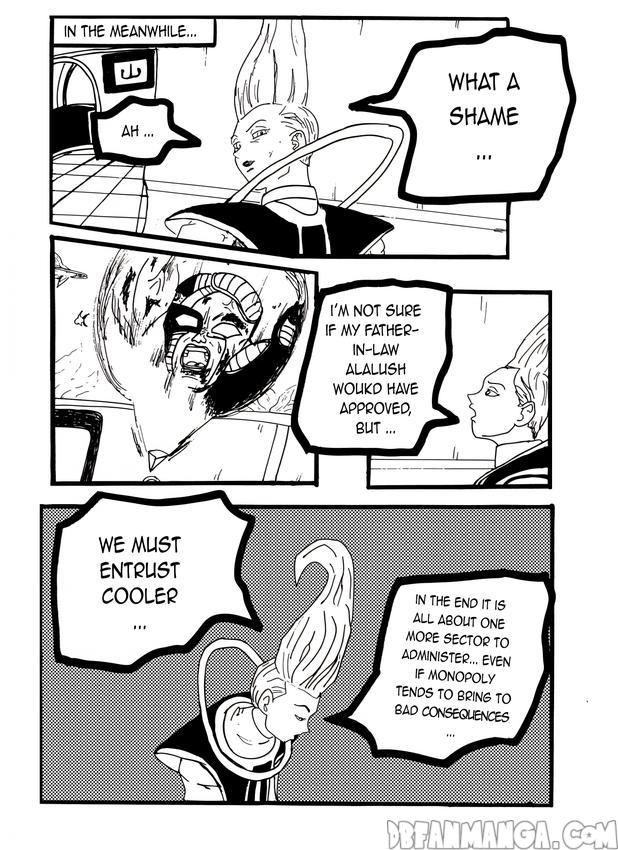 IN THE MEANWHILE...
AH ...
WHAT A
SHAME
...
I'M NOT SURE
IF MY FATHER-
IN-LAW
ALALUSH
WOUKD HAVE
APPROVED,
BUT ...
WE MUST
ENTRUST
COOLER
...
IN THE END IT IS
ALL ABOUT ONE
MORE SECTOR TO
ADMINISTER... EVEN
IF MONOPOLY
TENDS TO BRING TO
BAD CONSEQUENCES
...
DBFANMANGA.COM